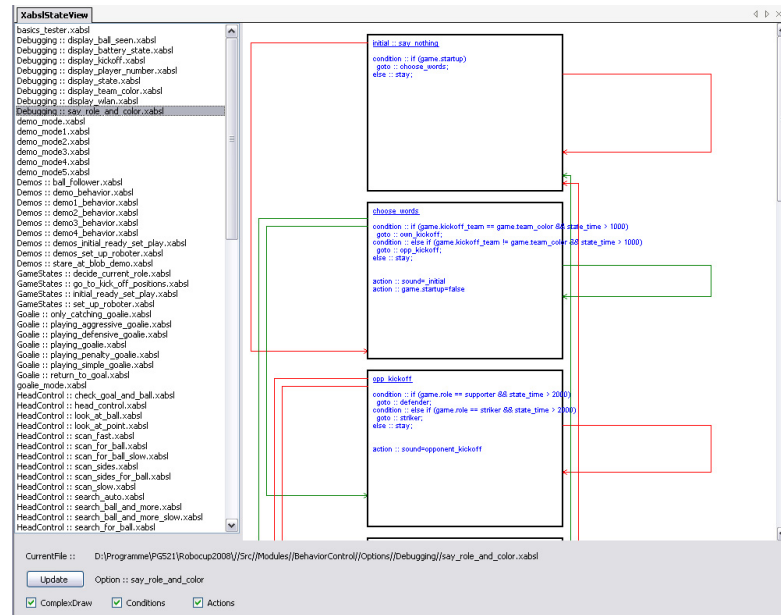 XabslStateView
basics_tester.xabsl
Debugging :: display_ball_seen.xabsl
Debugging :: display_battery_state.xabsl
Debugging :: display_kickoff.xabsl
Debugging :: display_player_number.xabsl
Debugging :: display_state.xabsl
Debugging :: display_team_color.xabsl
Debugging :: display_wlan.xabsl
Debugging :: say_role_and_color.xabsl
demo_mode.xabsl
demo_mode1.xabsl
demo_mode2.xabsl
demo_mode3.xabsl
demo_mode4.xabsl
demo_mode5.xabsl
Demos :: ball_follower.xabsl
Demos :: demo_behavior.xabsl
Demos :: demo1_behavior.xabsl
Demos :: demo2_behavior.xabsl
Demos :: demo3_behavior.xabsl
Demos :: demo4_behavior.xabsl
Demos :: demos_initial_ready_set_play.xabsl
Demos :: demos_set_up_roboter.xabsl
Demos :: stare_at_blob_demo.xabsl
GameStates :: decide_current_role.xabsl
GameStates :: go_to_kick_off_positions.xabsl
GameStates :: initial_ready_set_play.xabsl
GameStates :: set_up_roboter.xabsl
Goalie :: only_catching_goalie.xabsl
Goalie :: playing_aggressive_goalie.xabsl
Goalie :: playing_defensive_goalie.xabsl
Goalie :: playing_penalty_goalie.xabsl
Goalie :: playing_simple_goalie.xabsl
Goalie :: return_to_goal.xabsl
goalie_mode.xabsl
HeadControl :: check_goal_and_ball.xabsl
HeadControl :: head_control.xabsl
HeadControl :: look_at_ball.xabsl
HeadControl :: look_at_point.xabsl
HeadControl :: scan_fast.xabsl
HeadControl :: scan_for_ball.xabsl
HeadControl :: scan_for_ball_slow.xabsl
HeadControl :: scan_sides.xabsl
HeadControl :: scan_sides_for_ball.xabsl
HeadControl :: scan_slow.xabsl
HeadControl :: search_auto.xabsl
HeadControl :: search_ball_and_more.xabsl
HeadControl :: search_ball_and_more_slow.xabsl
HeadControl :: search_for_ball.xabsl
initial :: say_nothing
condition :: if (game.startup)
goto :: choose_words;
else :: stay;
choose_words
condition :: if (game.kickoff_team == game.team_color && state_time > 1000)
goto :: own_kickoff;
condition :: else if (game.kickoff_team != game.team_color && state_time > 1000)
goto :: opp_kickoff;
else :: stay;
action :: sound=_initial
action :: game.startup=false
opp_kickoff
condition :: if (game.role == supporter && state_time > 2000)
goto :: defender;
condition :: else if (game.role == striker && state_time > 2000)
goto :: striker;
else :: stay;
action :: sound=opponent_kickoff
CurrentFile :: D:\Programme\PG521\Robocup2008\//Src//Modules//BehaviorControl//Options//Debugging//say_role_and_color.xabsl
Update Option :: say_role_and_color
ComplexDraw Conditions Actions